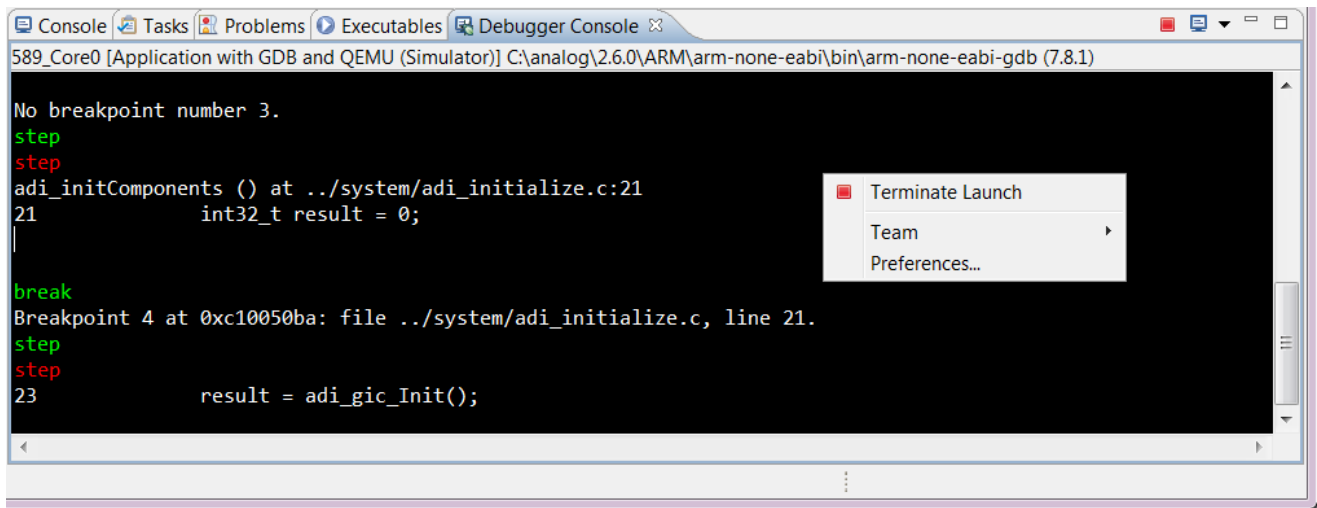 Console Tasks Problems Executables Debugger Console
589_Core0 [Application with GDB and QEMU (Simulator)] C:\analog\2.6.0\ARM\arm-none-eabi\bin\arm-none-eabi-gdb (7.8.1)
No breakpoint number 3.
step
step
adi_initComponents () at ../system/adi_initialize.c:21
21 int32_t result = 0;
break
Breakpoint 4 at 0xc10050ba: file ../system/adi_initialize.c, line 21.
step
step
23 result = adi_gic_Init();
Terminate Launch
Team
Preferences...